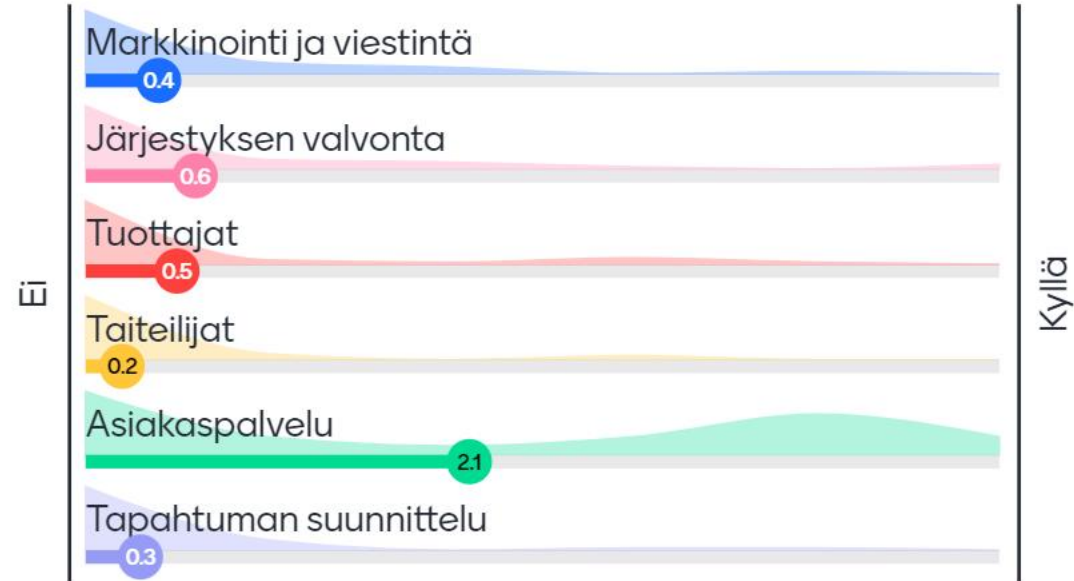 Markkinointi ja viestintä
0.4
Järjestyksen valvonta
0.6
Tuottajat
0.5
Ei
Kyllä
Taiteilijat
0.2
Asiakaspalvelu
2.1
Tapahtuman suunnittelu
0.3